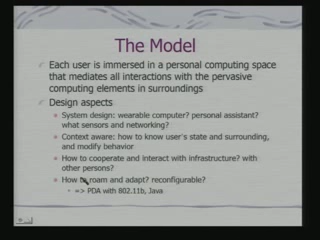 The Model
Each user is immersed in a personal computing space
that mediates all interactions with the pervasive
computing elements in surroundings
Design aspects
System design: wearable computer? personal assistant?
what sensors and networking?
Context aware: how to know user's state and surrounding,
and modify behavior
How to cooperate and interact with infrastructure? with
other persons?
How to roam and adapt? reconfigurable?
=> PDA with 802.11b, Java